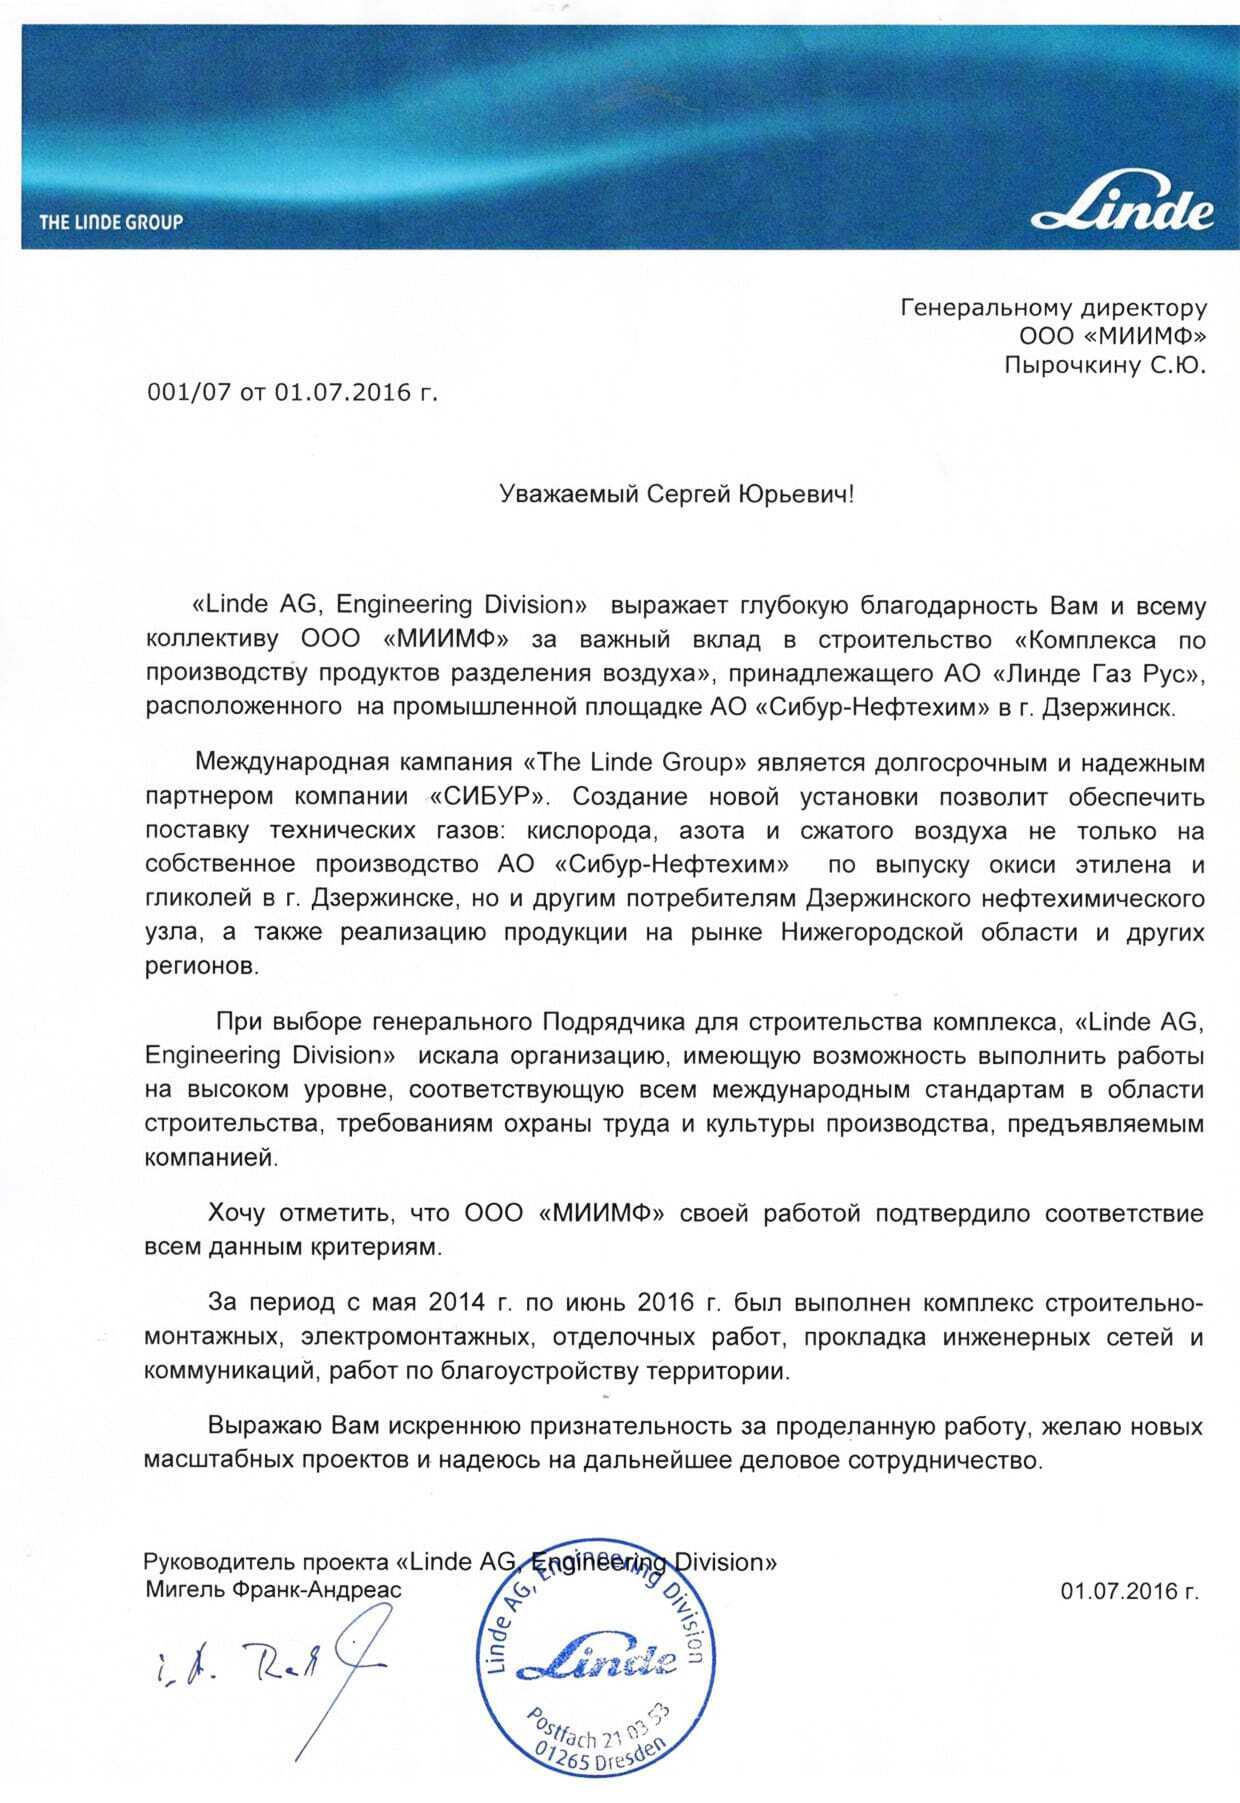 THE LINDE GROUP
Linde
Генеральному директору
ООО «МИИМФ»
Пырочкину С.Ю.
001/07 от 01.07.2016 г.
Уважаемый Сергей Юрьевич!
«Linde AG, Engineering Division» выражает глубокую благодарность Вам и всему
коллективу ООО «МИИМФ» за важный вклад в строительство «Комплекса по
производству продуктов разделения воздуха», принадлежащего АО «Линде Газ Рус»,
расположенного на промышленной площадке АО «Сибур-Нефтехим» в г. Дзержинск.
Международная кампания «The Linde Group» является долгосрочным и надежным
партнером компании «СИБУР». Создание новой установки позволит обеспечить
поставку технических газов: кислорода, азота и сжатого воздуха не только на
собственное производство АО «Сибур-Нефтехим» по выпуску окиси этилена и
гликолей в г. Дзержинске, но и другим потребителям Дзержинского нефтехимического
узла, а также реализацию продукции на рынке Нижегородской области и других
регионов.
При выборе генерального Подрядчика для строительства комплекса, «Linde AG,
Engineering Division» искала организацию, имеющую возможность выполнить работы
на высоком уровне, соответствующую всем международным стандартам в области
строительства, требованиям охраны труда и культуры производства, предъявляемым
компанией.
Хочу отметить, что ООО «МИИМФ» своей работой подтвердило соответствие
всем данным критериям.
За период с мая 2014 г. по июнь 2016 г. был выполнен комплекс строительно-
монтажных, электромонтажных, отделочных работ, прокладка инженерных сетей и
коммуникаций, работ по благоустройству территории.
Выражаю Вам искреннюю признательность за проделанную работу, желаю новых
масштабных проектов и надеюсь на дальнейшее деловое сотрудничество.
Руководитель проекта «Linde AG, Engineering Division»
Мигель Франк-Андреас
01.07.2016 г.
Linde AG, Engineering Division
Linde
Postfach 21 03 53
01265 Dresden